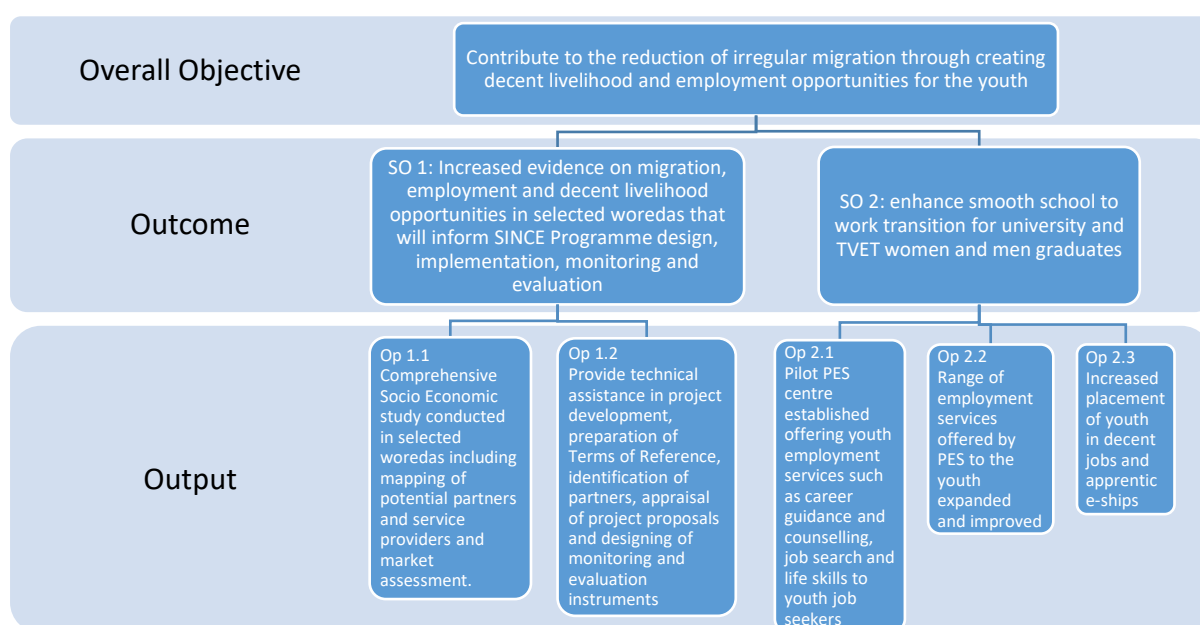 Overall Objective
Contribute to the reduction of irregular migration through creating
decent livelihood and employment opportunities for the youth
Outcome
SO 1: Increased evidence on migration,
employment and decent livelihood
opportunities in selected woredas that
will inform SINCE Programme design,
implementation, monitoring and
evaluation
SO 2: enhance smooth school to
work transition for university and
TVET women and men graduates
Output
Op 1.1
Comprehensive
Socio Economic
study conducted
in selected
woredas including
mapping of
potential partners
and service
providers and
market
assessment.
Op 1.2
Provide technical
assistance in project
development,
preparation of
Terms of Reference,
identification of
partners, appraisal
of project proposals
and designing of
monitoring and
evaluation
instruments
Op 2.1
Pilot PES
centre
established
offering youth
employment
services such
as career
guidance and
counselling,
job search and
life skills to
youth job
seekers
Op 2.2
Range of
employment
services
offered by
PES to the
youth
expanded
and improved
Op 2.3
Increased
placement
of youth
in decent
jobs and
apprentic
e-ships